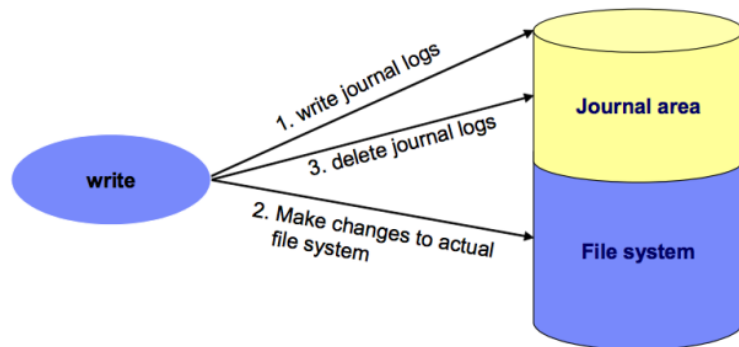 1. write journal logs
Journal area
3. delete journal logs
write
2. Make changes to actual
file system
File system